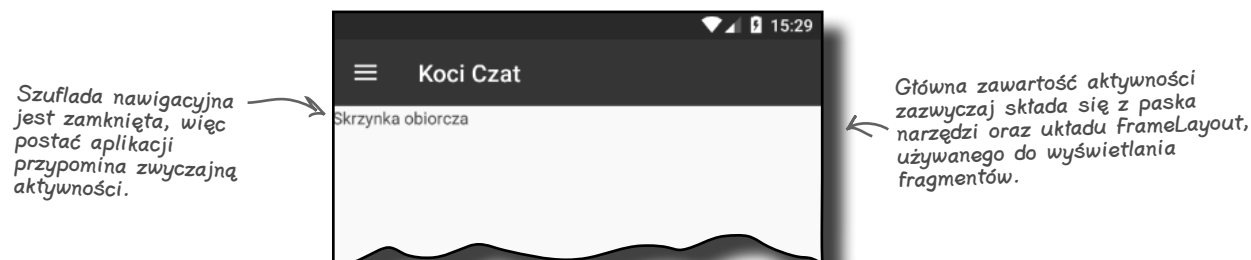 15:29
Koci Czat
Skrzynka obiorcza
Szuflada nawigacyjna
jest zamknięta, więc
postać aplikacji
przypomina zwyczajną
aktywności.
Główna zawartość aktywności
zazwyczaj składa się z paska
narzędzi oraz układu FrameLayout,
używanego do wyświetlania
fragmentów.